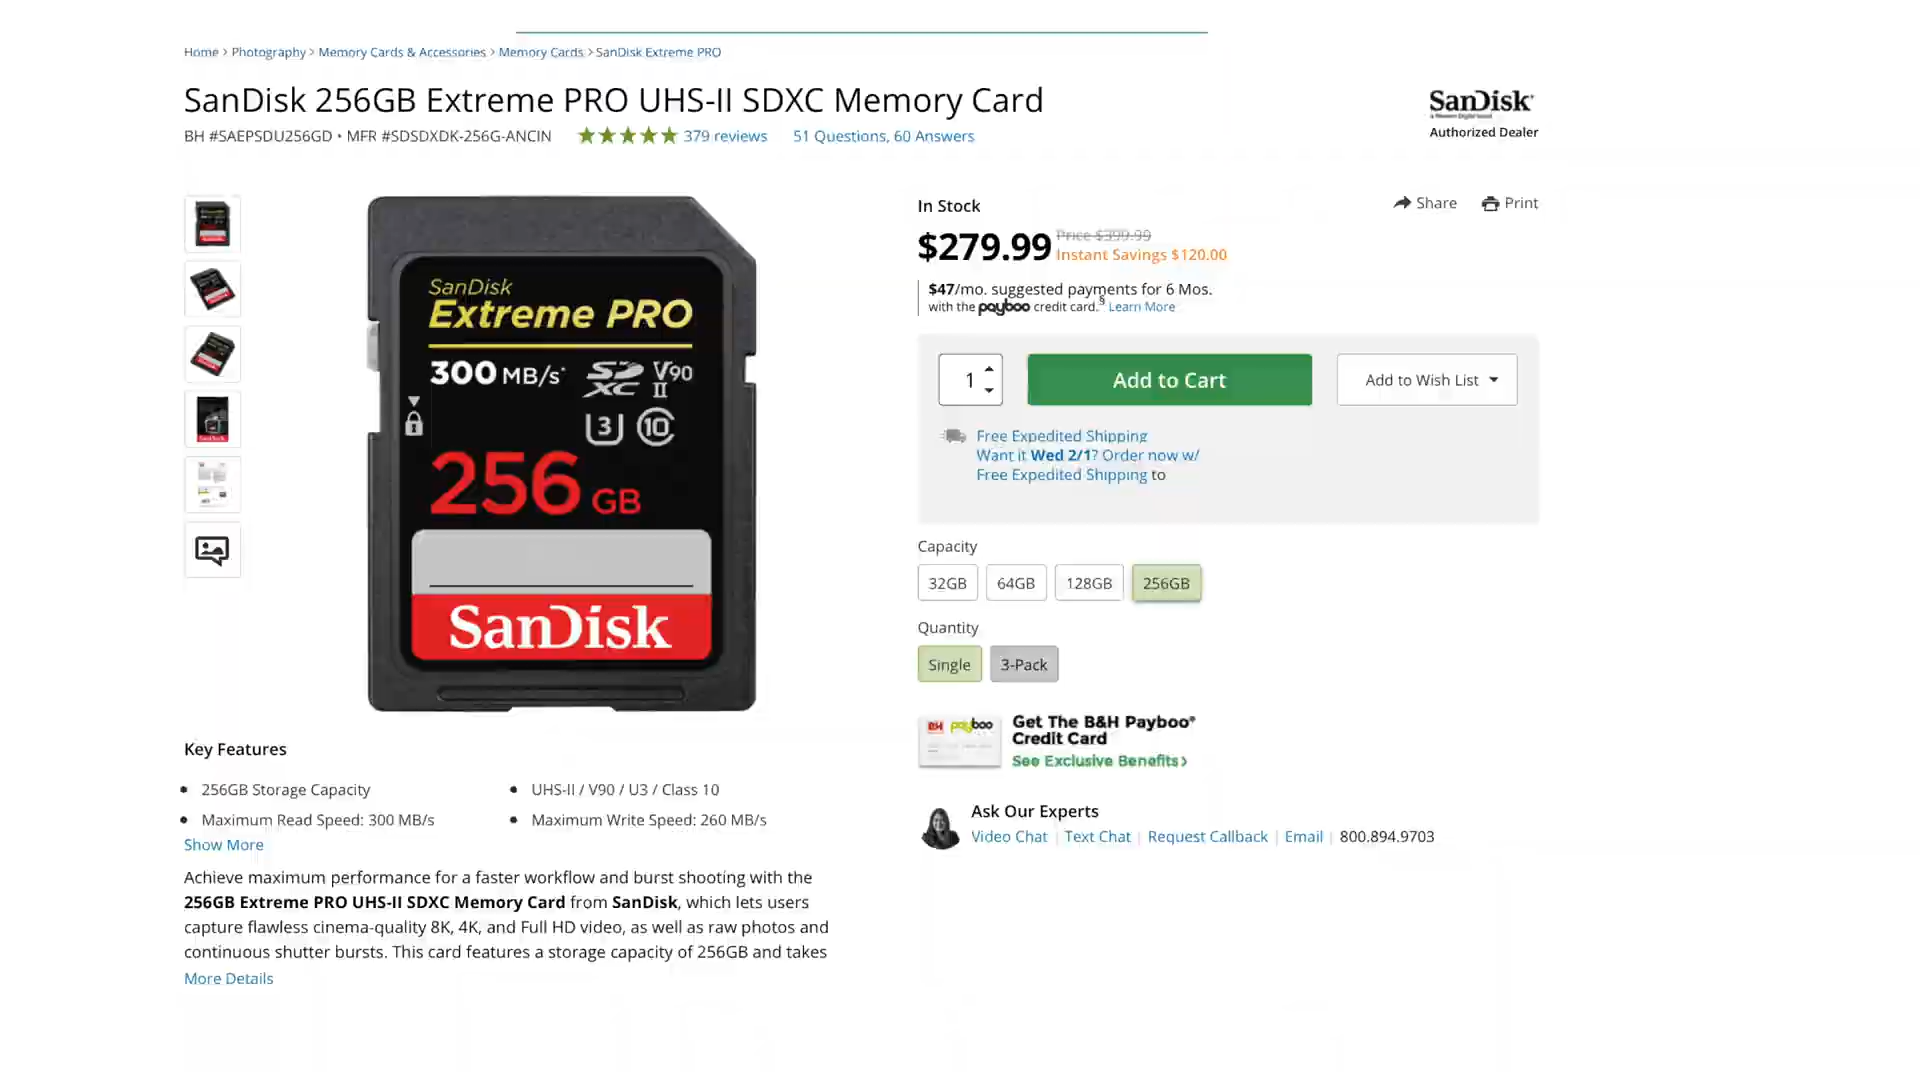 Home > Photography > Memory Cards & Accessories > Memory Cards > SanDisk Extreme PRO
SanDisk 256GB Extreme PRO UHS-II SDXC Memory Card
BH #SAEPSDU256GD • MFR #SDSDXDK-256G-ANCIN
379 reviews
51 Questions, 60 Answers
SanDisk
Authorized Dealer
SanDisk
Extreme PRO
300 MB/s*
SD XC II V90
U3 10
256 GB
SanDisk
In Stock
Share
Print
$279.99
Price $399.99
Instant Savings $120.00
$47/mo. suggested payments for 6 Mos.
with the payboo credit card.§ Learn More
1
Add to Cart
Add to Wish List
Free Expedited Shipping
Want it Wed 2/1? Order now w/
Free Expedited Shipping to
Capacity
32GB
64GB
128GB
256GB
Quantity
Single
3-Pack
BH payboo
Get The B&H Payboo®
Credit Card
See Exclusive Benefits ›
Ask Our Experts
Video Chat | Text Chat | Request Callback | Email | 800.894.9703
Key Features
• 256GB Storage Capacity
• UHS-II / V90 / U3 / Class 10
• Maximum Read Speed: 300 MB/s
• Maximum Write Speed: 260 MB/s
Show More
Achieve maximum performance for a faster workflow and burst shooting with the
256GB Extreme PRO UHS-II SDXC Memory Card from SanDisk, which lets users
capture flawless cinema-quality 8K, 4K, and Full HD video, as well as raw photos and
continuous shutter bursts. This card features a storage capacity of 256GB and takes
More Details